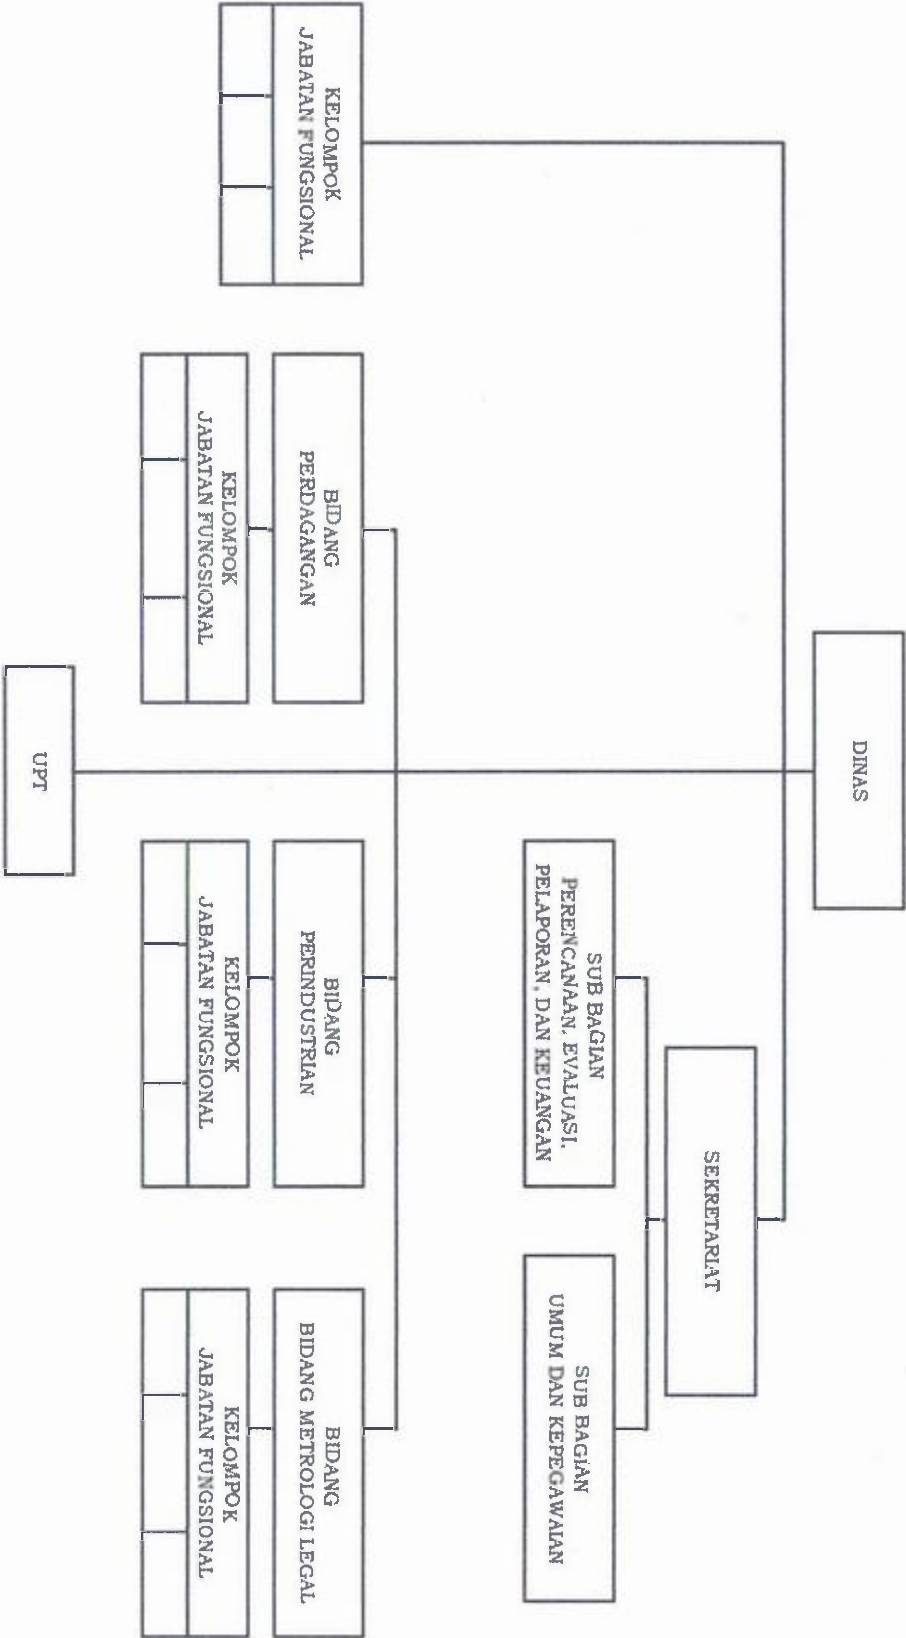 DINAS
SEKRETARIAT
SUB BAGIAN
PERENCANAAN, EVALUASI,
PELAPORAN, DAN KEUANGAN
SUB BAGIAN
UMUM DAN KEPEGAWAIAN
KELOMPOK
JABATAN FUNGSIONAL
BIDANG
PERDAGANGAN
KELOMPOK
JABATAN FUNGSIONAL
BIDANG
PERINDUSTRIAN
KELOMPOK
JABATAN FUNGSIONAL
BIDANG
BIDANG METROLOGI LEGAL
KELOMPOK
JABATAN FUNGSIONAL
UPT